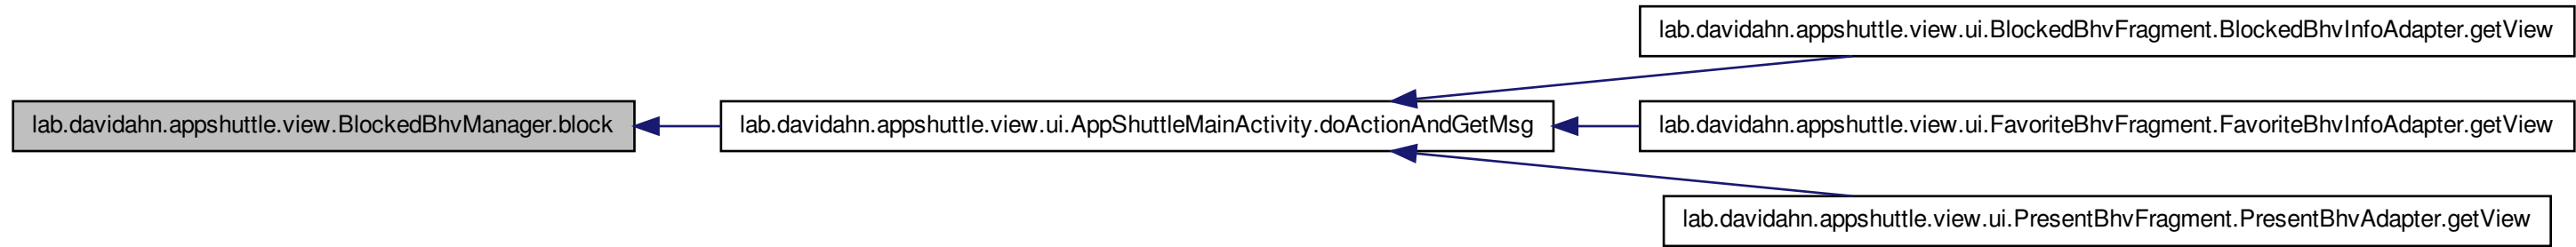 lab.davidahn.appshuttle.view.ui.BlockedBhvFragment.BlockedBhvInfoAdapter.getView
lab.davidahn.appshuttle.view.BlockedBhvManager.block
lab.davidahn.appshuttle.view.ui.AppShuttleMainActivity.doActionAndGetMsg
lab.davidahn.appshuttle.view.ui.FavoriteBhvFragment.FavoriteBhvInfoAdapter.getView
lab.davidahn.appshuttle.view.ui.PresentBhvFragment.PresentBhvAdapter.getView